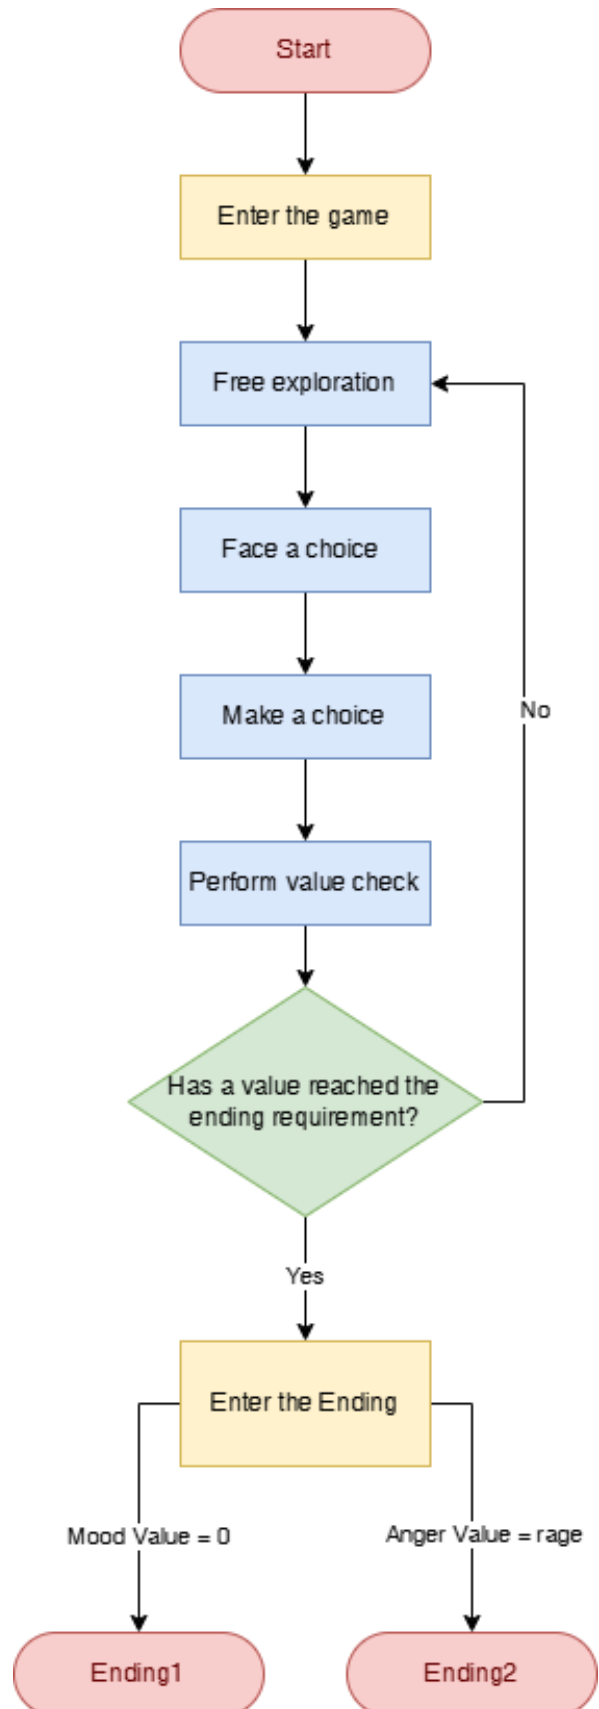 Start
Enter the game
Free exploration
Face a choice
Make a choice
No
Perform value check
Has a value reached the
ending requirement?
Yes
Enter the Ending
Mood Value = 0
Anger Value = rage
Ending1
Ending2